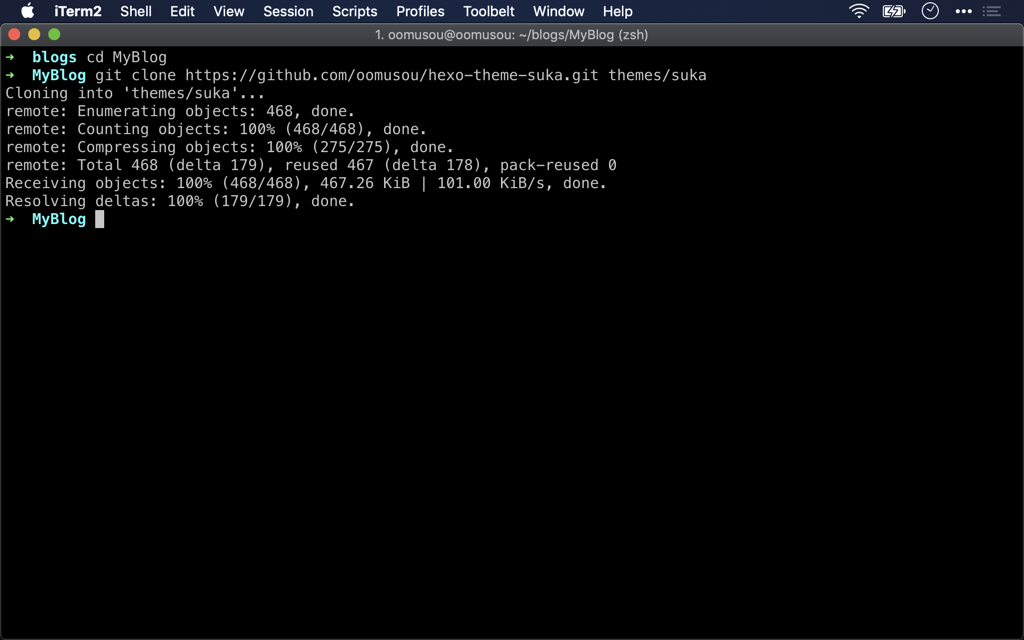 iTerm2 Shell Edit View Session Scripts Profiles Toolbelt Window Help
1. oomusou@oomusou: ~/blogs/MyBlog (zsh)
➜ blogs cd MyBlog
➜ MyBlog git clone https://github.com/oomusou/hexo-theme-suka.git themes/suka
Cloning into 'themes/suka'...
remote: Enumerating objects: 468, done.
remote: Counting objects: 100% (468/468), done.
remote: Compressing objects: 100% (275/275), done.
remote: Total 468 (delta 179), reused 467 (delta 178), pack-reused 0
Receiving objects: 100% (468/468), 467.26 KiB | 101.00 KiB/s, done.
Resolving deltas: 100% (179/179), done.
➜ MyBlog